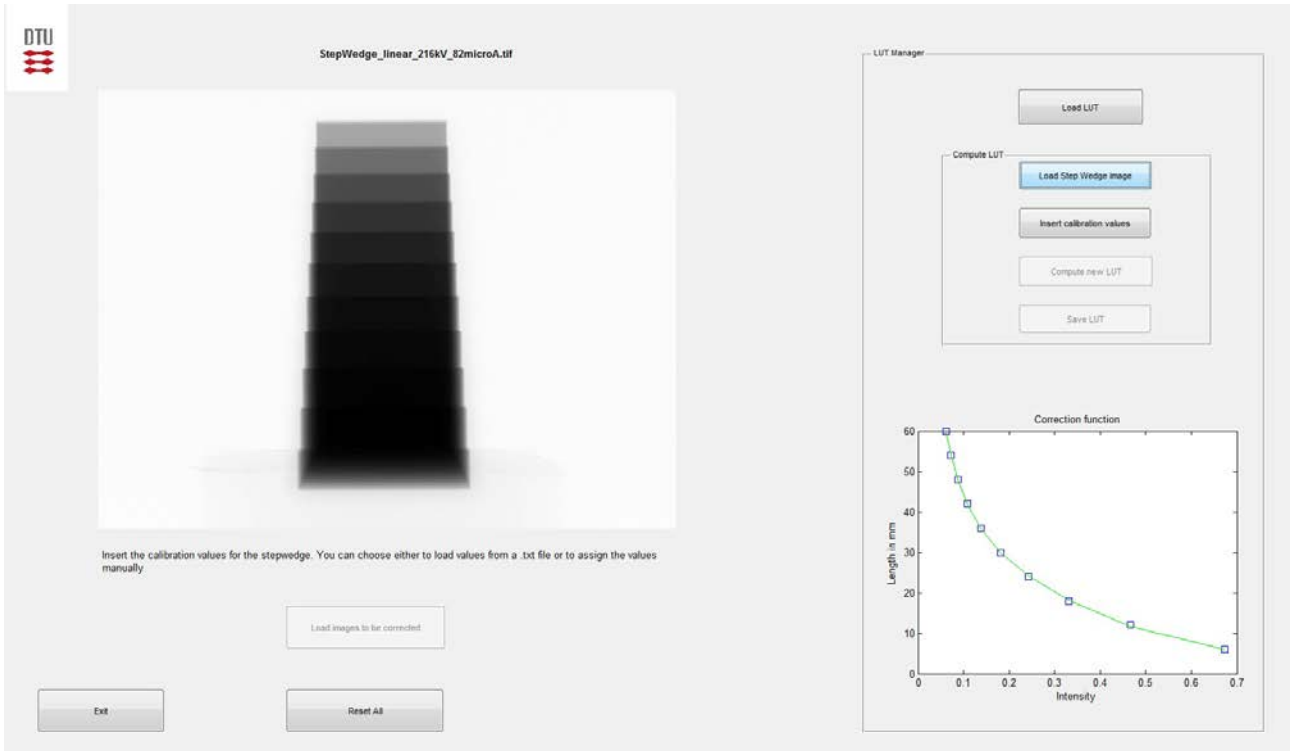 DTU
StepWedge_linear_216kV_82microA.tif
Insert the calibration values for the stepwedge. You can choose either to load values from a .txt file or to assign the values
manually
Load images to be corrected
Exit
Reset All
LUT Manager
Load LUT
Compute LUT
Load Step Wedge image
Insert calibration values
Compute new LUT
Save LUT
Correction function
Length in mm
60
50
40
30
20
10
0
0 0.1 0.2 0.3 0.4 0.5 0.6 0.7
Intensity